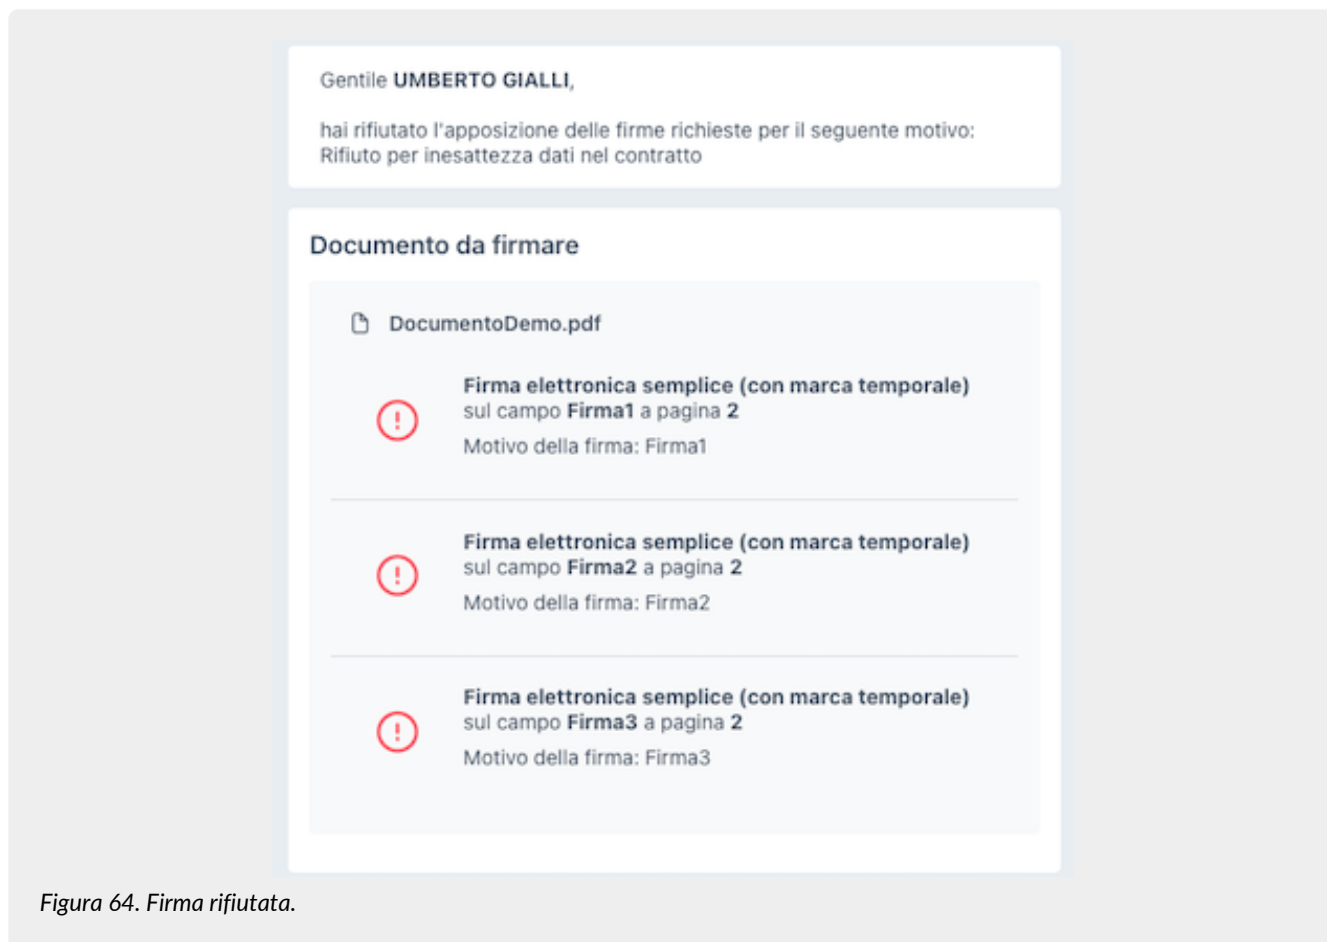 Gentile UMBERTO GIALLI,
hai rifiutato l'apposizione delle firme richieste per il seguente motivo:
Rifiuto per inesattezza dati nel contratto
Documento da firmare
DocumentoDemo.pdf
Firma elettronica semplice (con marca temporale)
sul campo Firma1 a pagina 2
Motivo della firma: Firma1
Firma elettronica semplice (con marca temporale)
sul campo Firma2 a pagina 2
Motivo della firma: Firma2
Firma elettronica semplice (con marca temporale)
sul campo Firma3 a pagina 2
Motivo della firma: Firma3
Figura 64. Firma rifiutata.